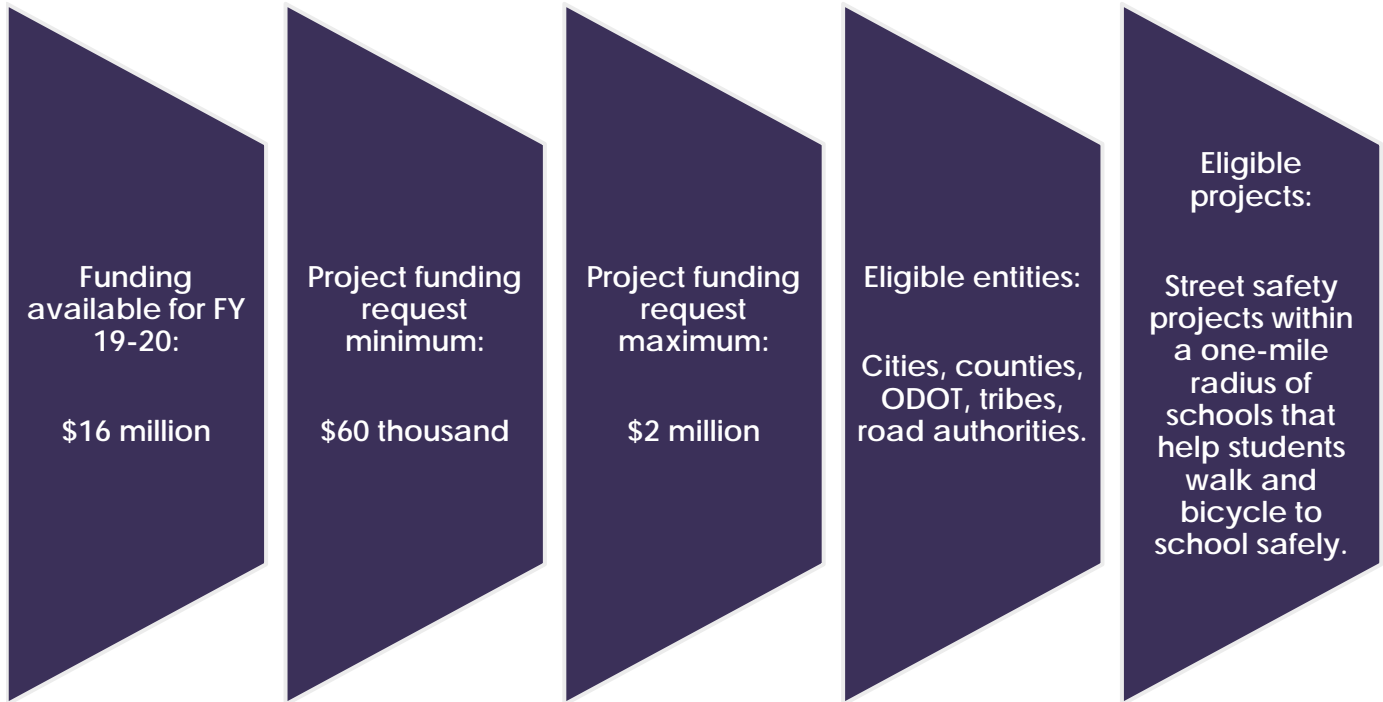 Funding
available for FY
19-20:
$16 million
Project funding
request
minimum:
$60 thousand
Project funding
request
maximum:
$2 million
Eligible entities:
Cities, counties,
ODOT, tribes,
road authorities.
Eligible
projects:
Street safety
projects within
a one-mile
radius of
schools that
help students
walk and
bicycle to
school safely.